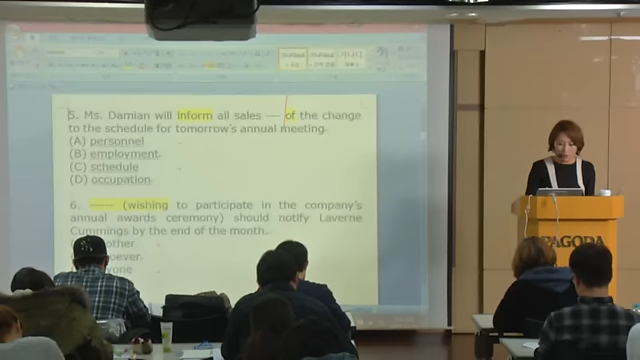 5. Ms. Damian will inform all sales ---- of the change
to the schedule for tomorrow's annual meeting.
(A) personnel
(B) employment
(C) schedule
(D) occupation
6. ------ (wishing to participate in the company's
annual awards ceremony) should notify Laverne
Cummings by the end of the month.
other
PAGODA